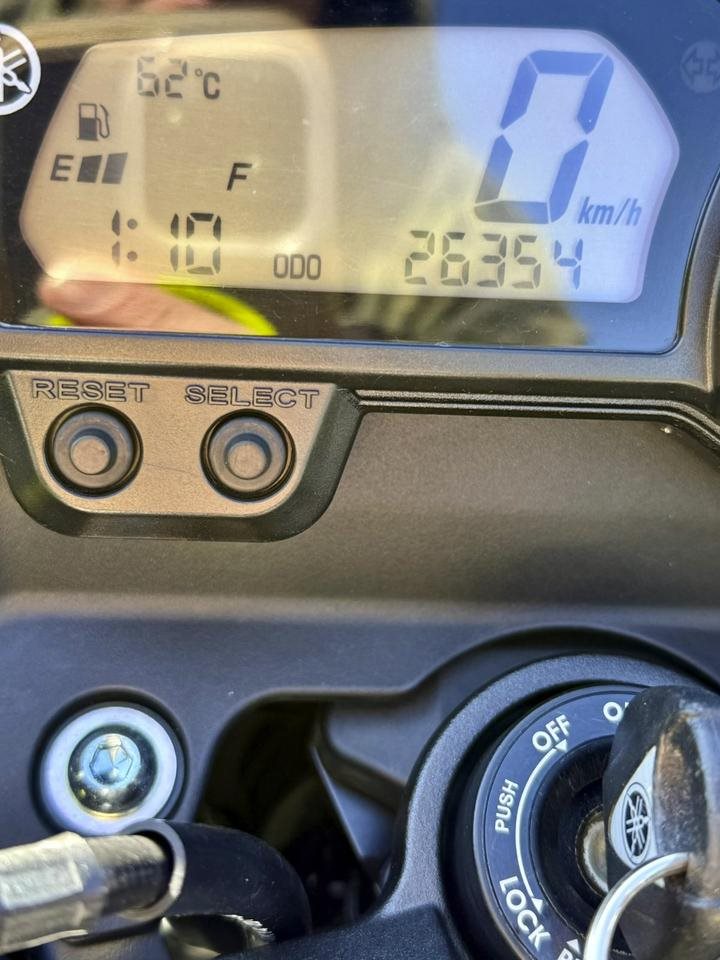 62°C
0 km/h
E F
1:10 ODO 26354
RESET SELECT
OFF
PUSH
LOCK